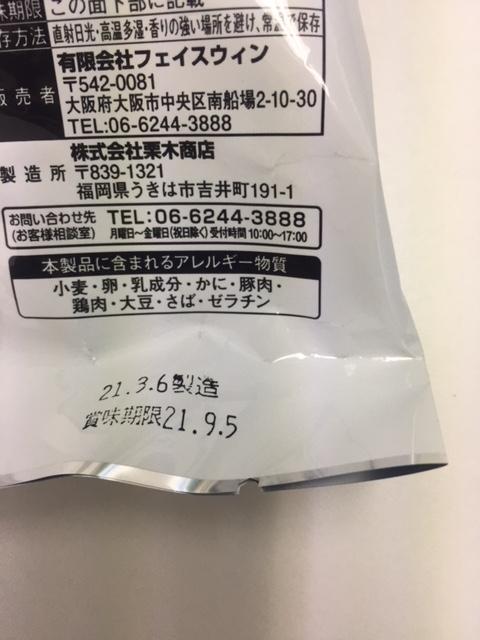 味期限 この面下部に記載
存方法 直射日光・高温多湿・香りの強い場所を避け、常温で保存
販売者 有限会社フェイスウィン
〒542-0081
大阪府大阪市中央区南船場2-10-30
TEL:06-6244-3888
製造所 株式会社栗木商店
〒839-1321
福岡県うきは市吉井町191-1
お問い合わせ先 TEL:06-6244-3888
(お客様相談室) 月曜日〜金曜日(祝日除く)受付時間 10:00〜17:00
本製品に含まれるアレルギー物質
小麦・卵・乳成分・かに・豚肉・
鶏肉・大豆・さば・ゼラチン
21.3.6製造
賞味期限21.9.5